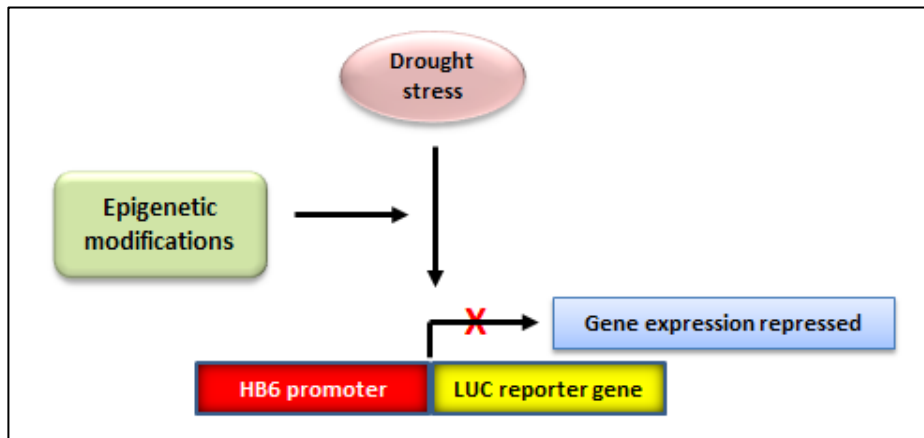 Drought
stress
Epigenetic
modifications
X
Gene expression repressed
HB6 promoter
LUC reporter gene